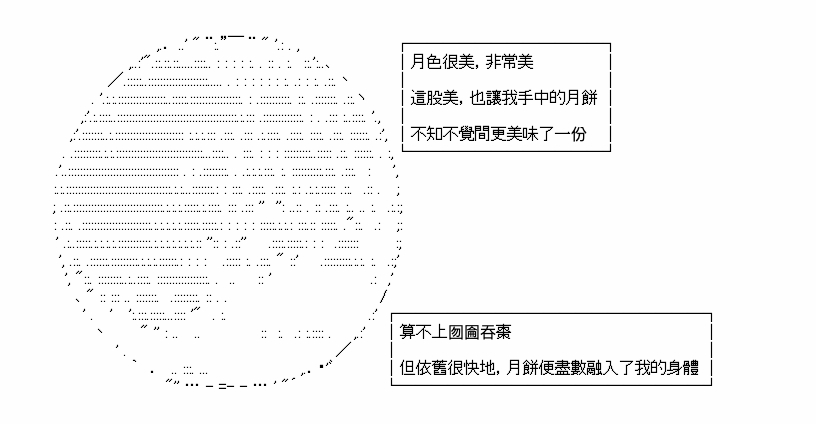 月色很美，非常美
這股美，也讓我手中的月餅
不知不覺間更美味了一份
算不上囫圇吞棗
但依舊很快地，月餅便盡數融入了我的身體